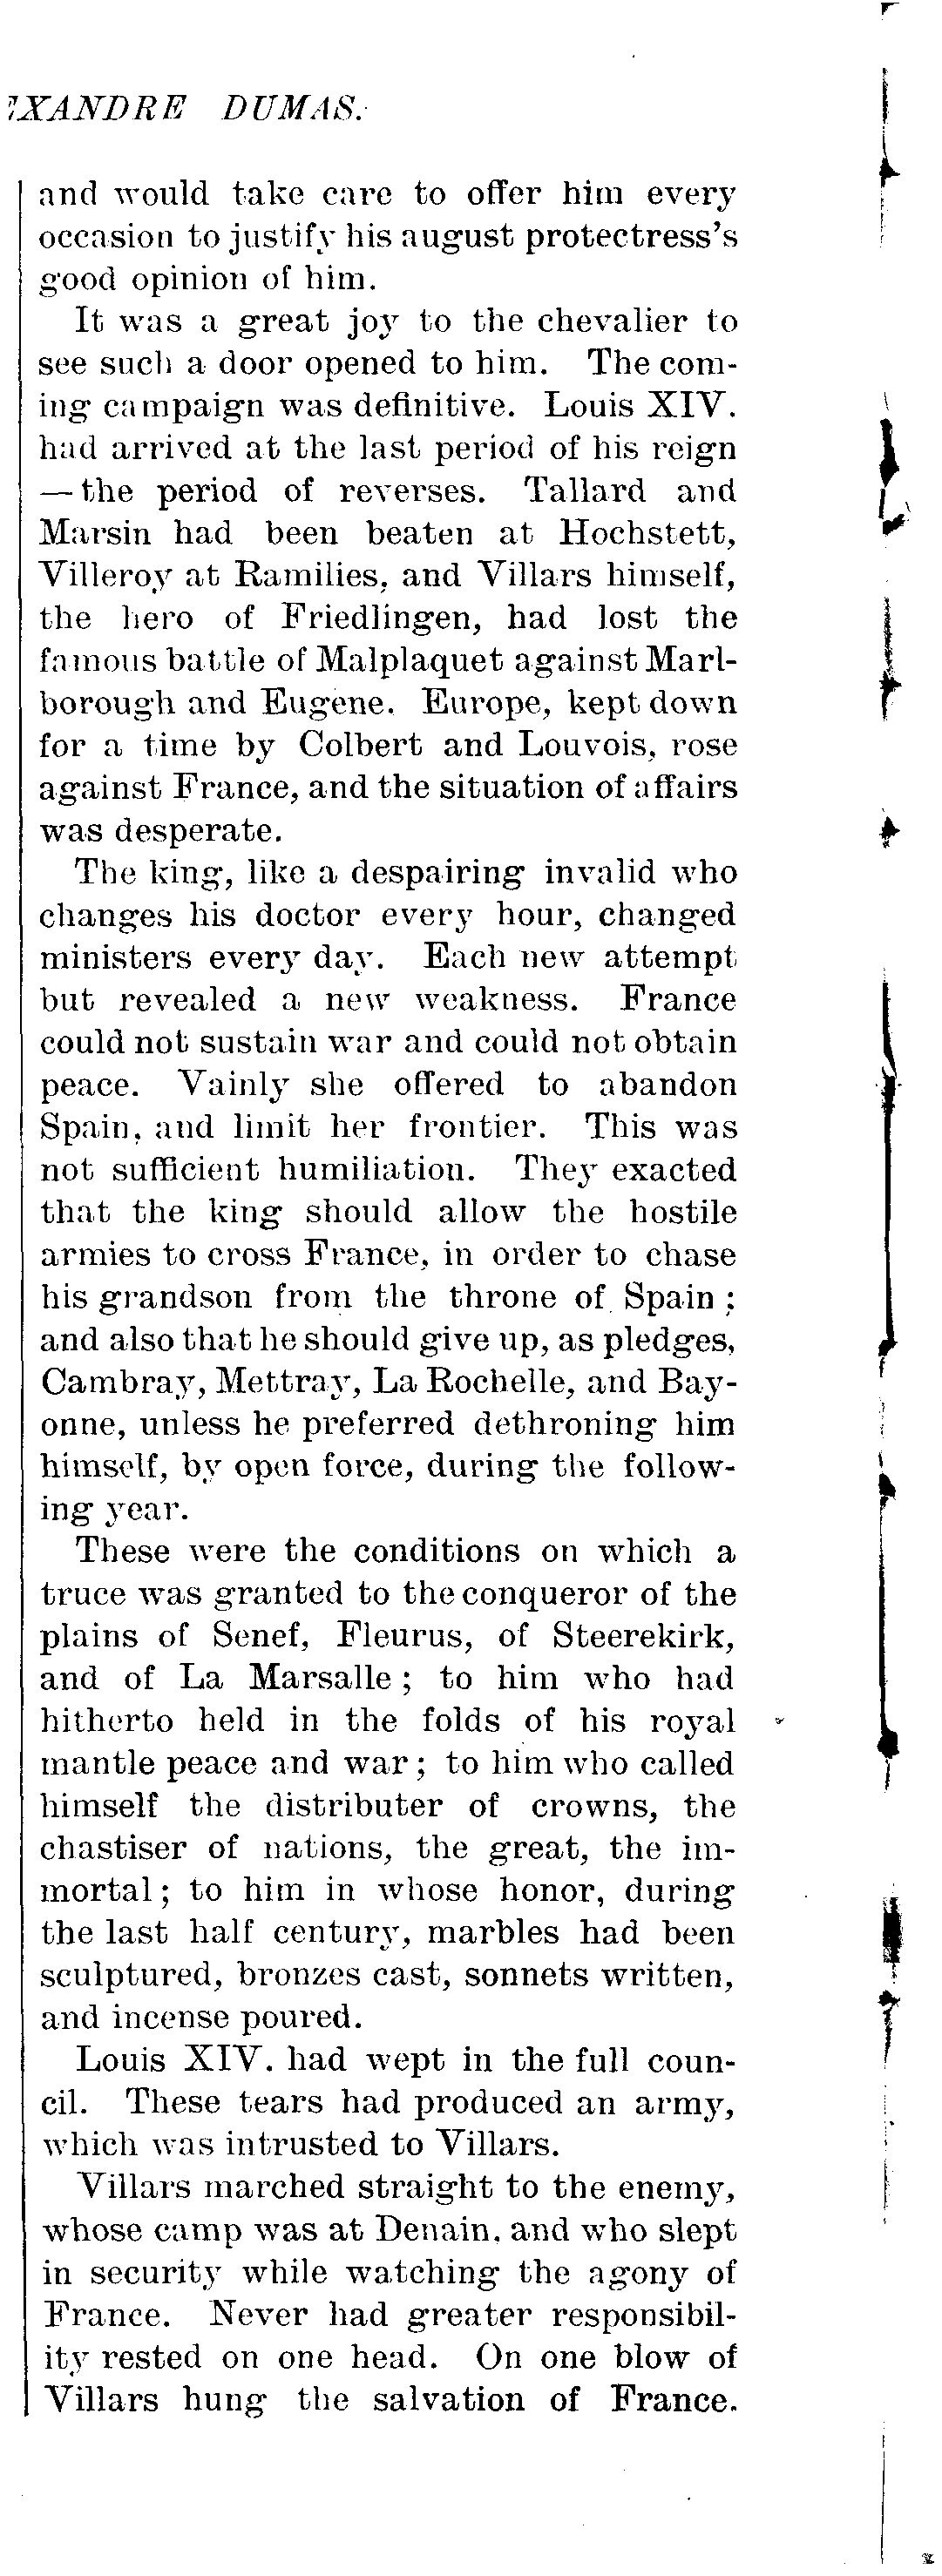 EXANDRE DUMAS.
and would take care to offer him every
occasion to justify his august protectress's
good opinion of him.
It was a great joy to the chevalier to
see such a door opened to him. The com-
ing campaign was definitive. Louis XIV.
had arrived at the last period of his reign
—the period of reverses. Tallard and
Marsin had been beaten at Hochstett,
Villeroy at Ramilies, and Villars himself,
the hero of Friedlingen, had lost the
famous battle of Malplaquet against Marl-
borough and Eugène. Europe, kept down
for a time by Colbert and Louvois, rose
against France, and the situation of affairs
was desperate.
The king, like a despairing invalid who
changes his doctor every hour, changed
ministers every day. Each new attempt
but revealed a new weakness. France
could not sustain war and could not obtain
peace. Vainly she offered to abandon
Spain, and limit her frontier. This was
not sufficient humiliation. They exacted
that the king should allow the hostile
armies to cross France, in order to chase
his grandson from the throne of Spain ;
and also that he should give up, as pledges,
Cambray, Mettray, La Rochelle, and Bay-
onne, unless he preferred dethroning him
himself, by open force, during the follow-
ing year.
These were the conditions on which a
truce was granted to the conqueror of the
plains of Senef, Fleurus, of Steerekirk,
and of La Marsalle ; to him who had
hitherto held in the folds of his royal
mantle peace and war ; to him who called
himself the distributer of crowns, the
chastiser of nations, the great, the im-
mortal ; to him in whose honor, during
the last half century, marbles had been
sculptured, bronzes cast, sonnets written,
and incense poured.
Louis XIV. had wept in the full coun-
cil. These tears had produced an army,
which was intrusted to Villars.
Villars marched straight to the enemy,
whose camp was at Denain, and who slept
in security while watching the agony of
France. Never had greater responsibil-
ity rested on one head. On one blow of
Villars hung the salvation of France.